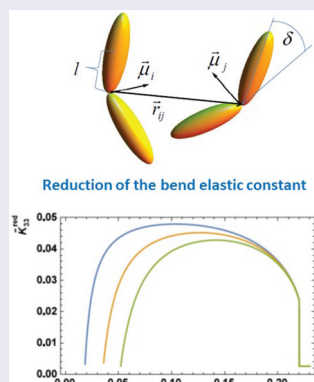 l
μ⃗ᵢ
μ⃗ⱼ
δ
r⃗ᵢⱼ
Reduction of the bend elastic constant
K̃₃₃ʳᵉᵈ
0.05
0.04
0.03
0.02
0.01
0
0.00 0.05 0.10 0.15 0.20